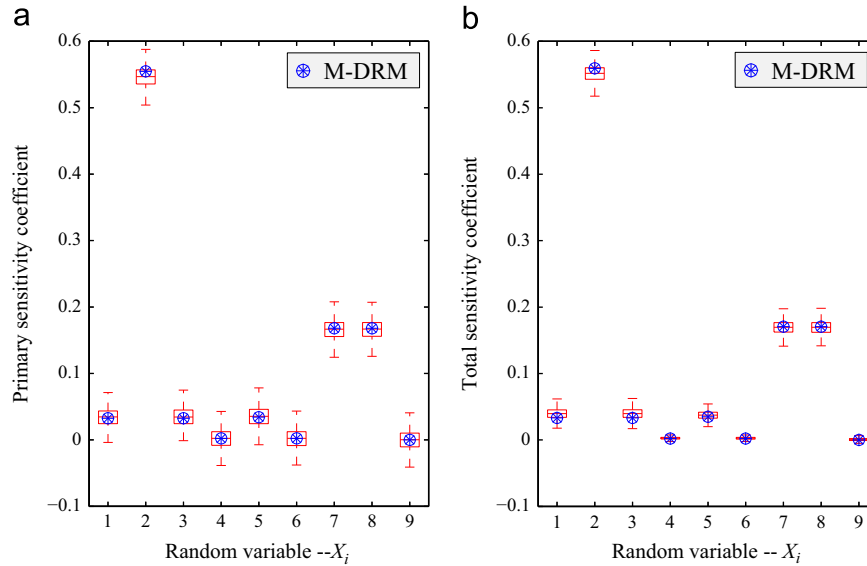 a
0.6
0.5
0.4
0.3
0.2
0.1
0
−0.1
Primary sensitivity coefficient
M-DRM
1 2 3 4 5 6 7 8 9
Random variable --Xi
b
0.6
0.5
0.4
0.3
0.2
0.1
0
−0.1
Total sensitivity coefficient
M-DRM
1 2 3 4 5 6 7 8 9
Random variable -- Xi